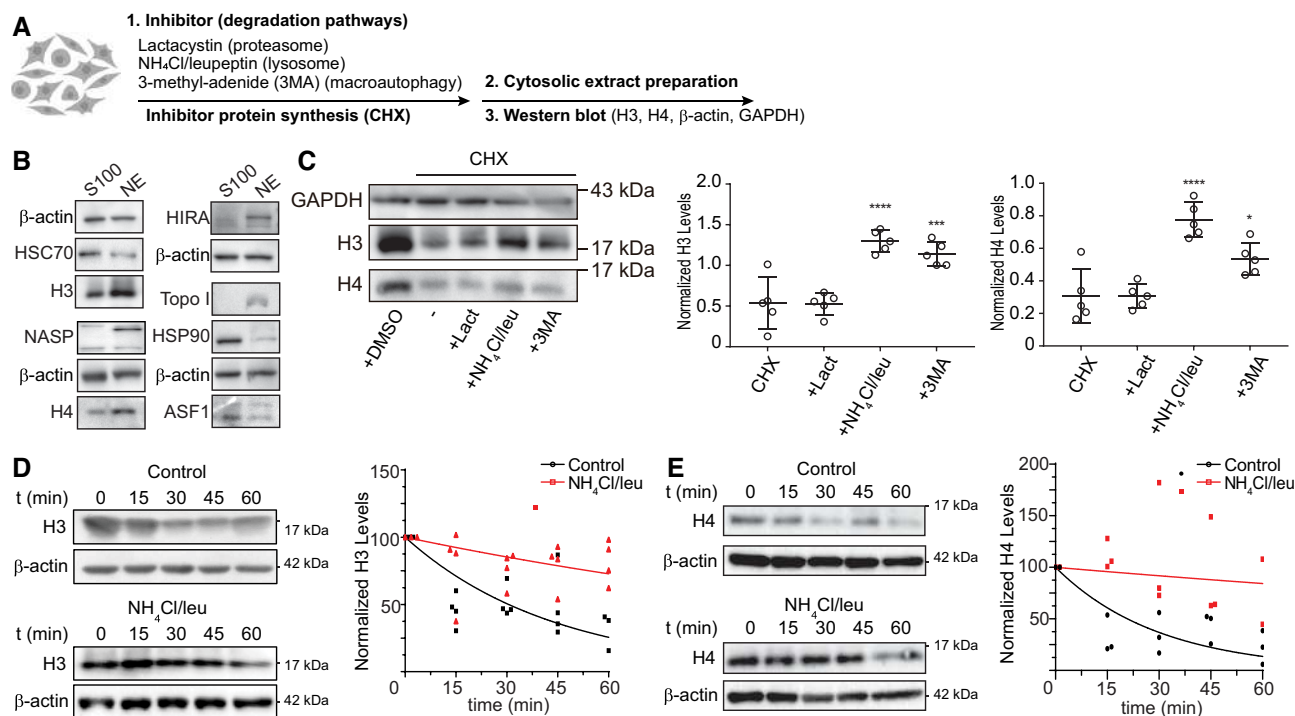 A
1. Inhibitor (degradation pathways)
Lactacystin (proteasome)
NH₄Cl/leupeptin (lysosome)
3-methyl-adenide (3MA) (macroautophagy)
Inhibitor protein synthesis (CHX)
2. Cytosolic extract preparation
3. Western blot (H3, H4, β-actin, GAPDH)
B
S100 NE
β-actin
HSC70
H3
NASP
β-actin
H4
S100 NE
HIRA
β-actin
Topo I
HSP90
β-actin
ASF1
C
CHX
GAPDH
43 kDa
H3
17 kDa
17 kDa
H4
+DMSO
-
+Lact
+NH₄Cl/leu
+3MA
Normalized H3 Levels
2.0
1.5
1.0
0.5
0.0
****
***
CHX
+Lact
+NH₄Cl/leu
+3MA
Normalized H4 Levels
1.0
0.8
0.6
0.4
0.2
0.0
****
*
CHX
+Lact
+NH₄Cl/leu
+3MA
D
Control
t (min) 0 15 30 45 60
H3
17 kDa
β-actin
42 kDa
NH₄Cl/leu
t (min) 0 15 30 45 60
H3
17 kDa
β-actin
42 kDa
Normalized H3 Levels
150
100
50
0 15 30 45 60
time (min)
Control
NH₄Cl/leu
E
Control
t (min) 0 15 30 45 60
H4
17 kDa
β-actin
42 kDa
NH₄Cl/leu
t (min) 0 15 30 45 60
H4
17 kDa
β-actin
42 kDa
Normalized H4 Levels
200
150
100
50
0
0 15 30 45 60
time (min)
Control
NH₄Cl/leu